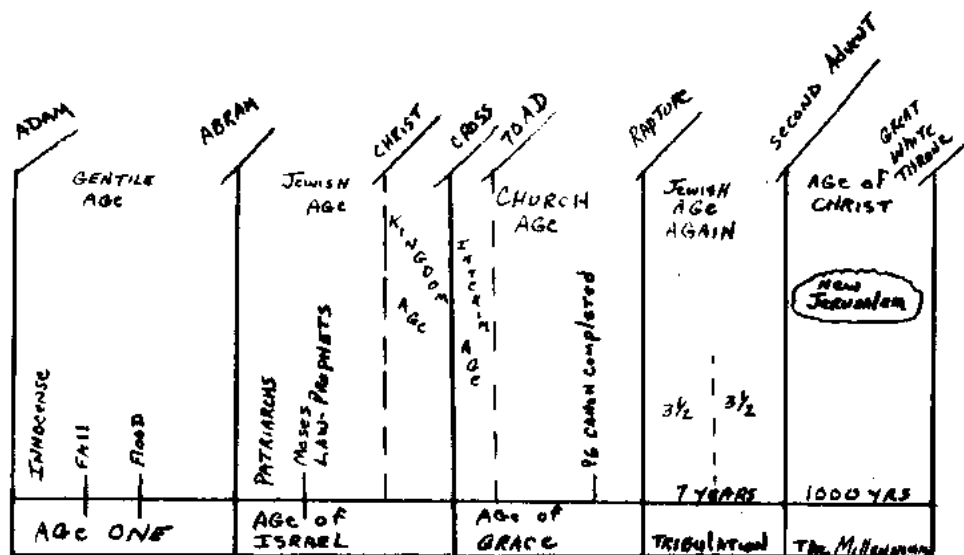 ADAM
ABRAM
CHRIST
CROSS
70 AD
RAPTURE
SECOND ADVENT
GREAT
WHITE
THRONE
GENTILE
AGE
JEWISH
AGE
KINGDOM AGE
INTERIM AGE
CHURCH
AGE
JEWISH
AGE
AGAIN
AGE of
CHRIST
NEW
JERUSALEM
INNOCENSE
FALL
FLOOD
PATRIARCHS
MOSES
LAW-PROPHETS
96 CANON COMPLETED
3½
3½
7 YEARS
1000 YRS
AGE ONE
AGE of
ISRAEL
AGE of
GRACE
TRIBULATION
THE MILLENNIUM